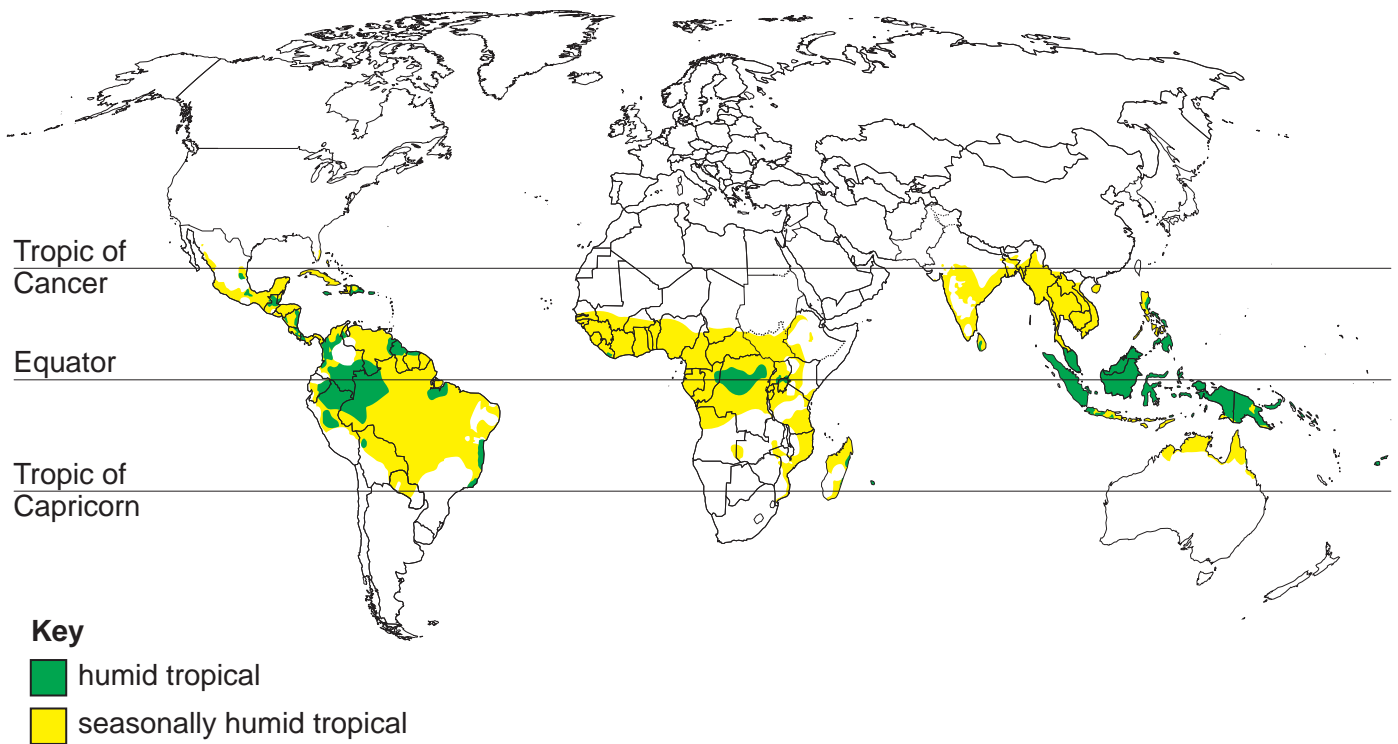 Tropic of
Cancer
Equator
Tropic of
Capricorn
Key
humid tropical
seasonally humid tropical